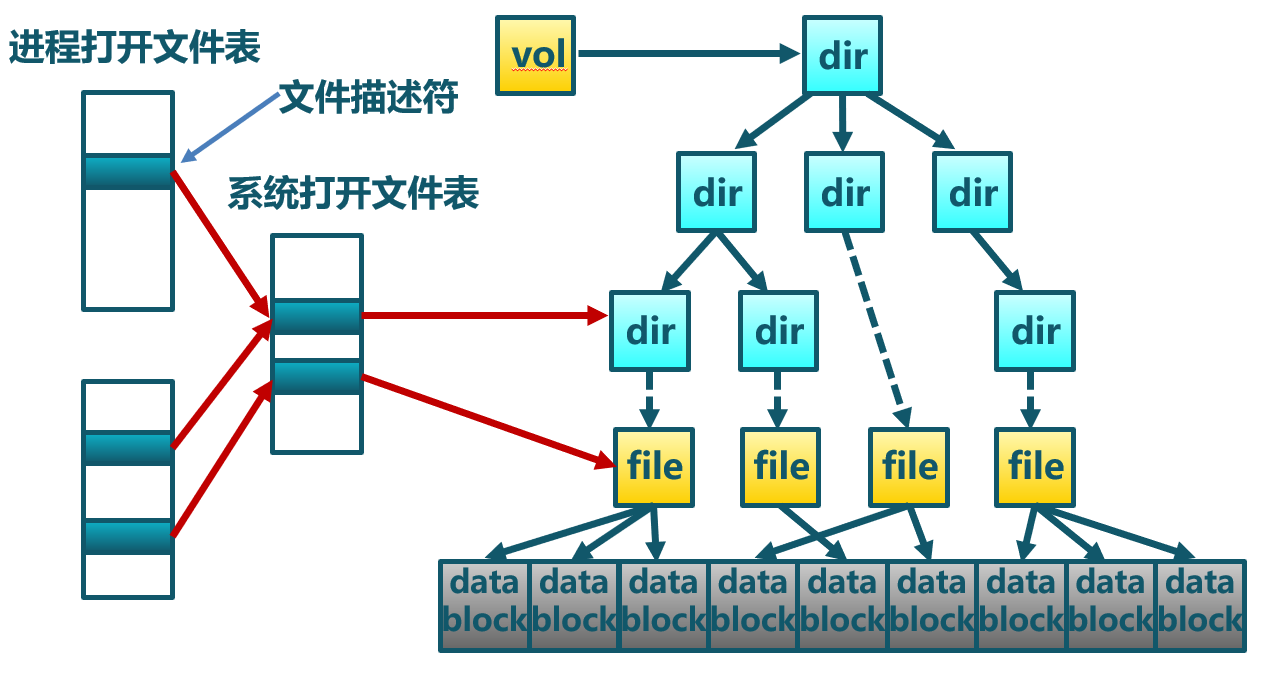 进程打开文件表
文件描述符
系统打开文件表
vol
dir
dir
dir
dir
dir
dir
dir
file
file
file
file
data
block
data
block
data
block
data
block
data
block
data
block
data
block
data
block
data
block